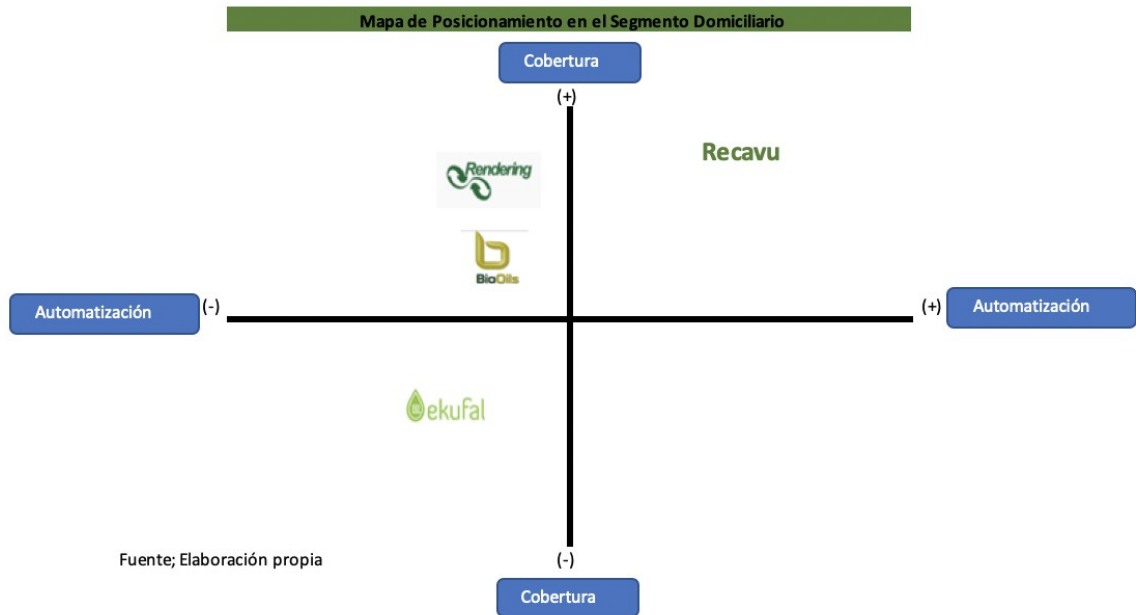 Mapa de Posicionamiento en el Segmento Domiciliario
Cobertura
(+)
Recavu
Rendering
BioOils
Automatización
(-)
(+)
Automatización
ekufal
Fuente; Elaboración propia
(-)
Cobertura